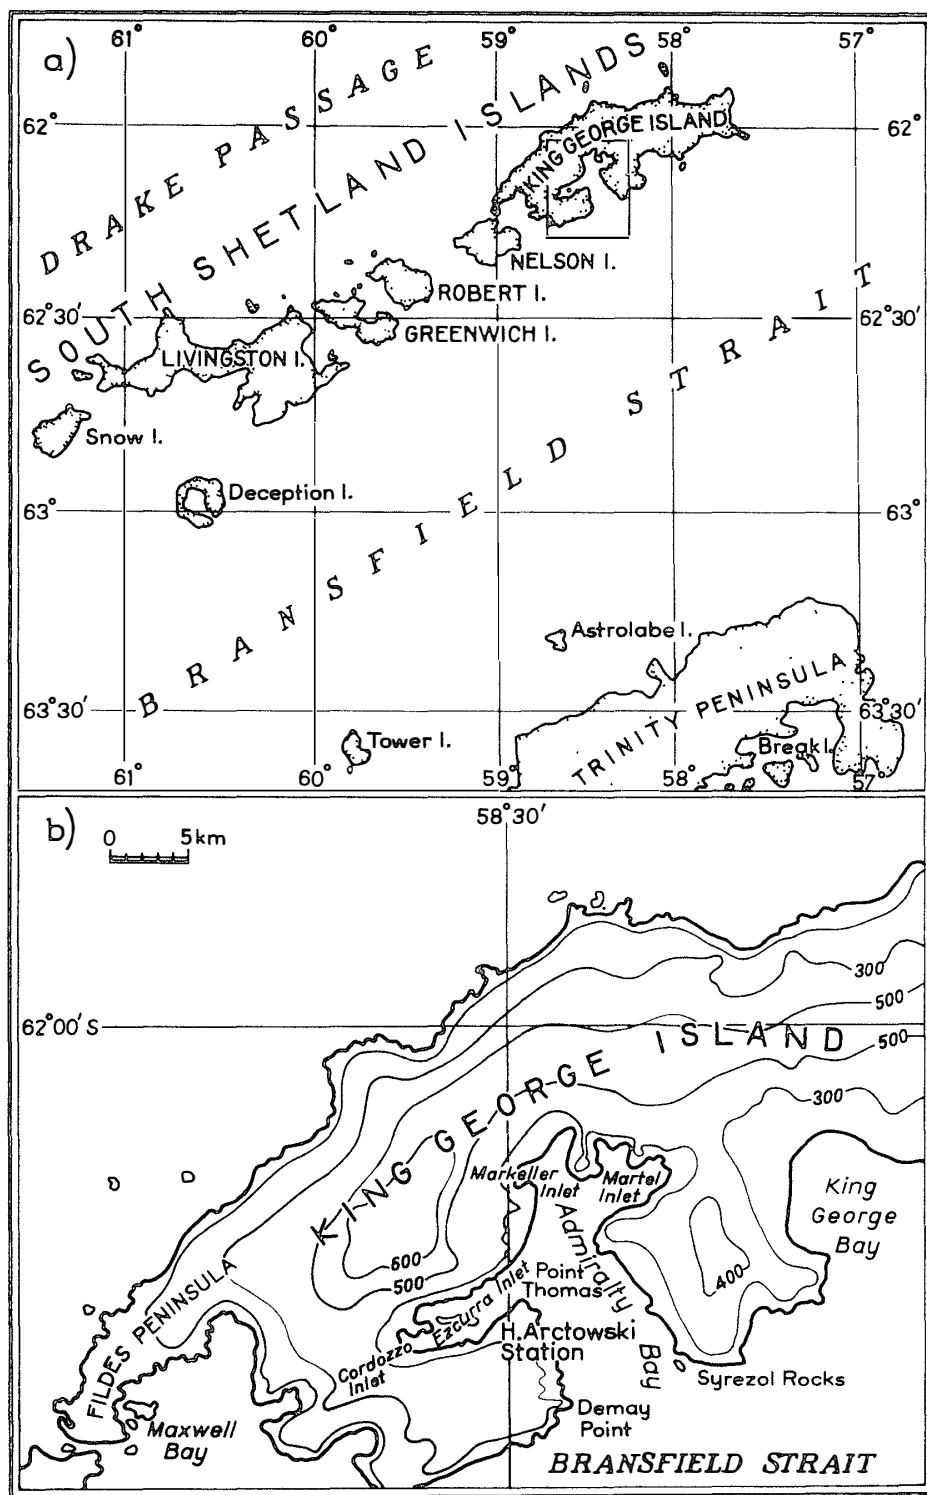 a)
61° 60° 59° 58° 57°
DRAKE PASSAGE
SOUTH SHETLAND ISLANDS
62° 62°
KING GEORGE ISLAND
NELSON I.
ROBERT I.
62°30' 62°30'
GREENWICH I.
LIVINGSTON I.
Snow I.
Deception I.
63° 63°
BRANSFIELD STRAIT
Astrolabe I.
TRINITY PENINSULA
63°30' 63°30'
Tower I.
Break I.
61° 60° 59° 58° 57°
b)
58°30'
0 5km
300
500
62°00' S
KING GEORGE ISLAND
500
300
Markeller
Inlet
Martel
Inlet
King
George
Bay
Admiralty Bay
600
500
400
FILDES PENINSULA
Ezcurra Inlet
Point
Thomas
H.Arctowski
Station
Cordozzo
Inlet
Syrezol Rocks
Demay
Point
Maxwell
Bay
BRANSFIELD STRAIT